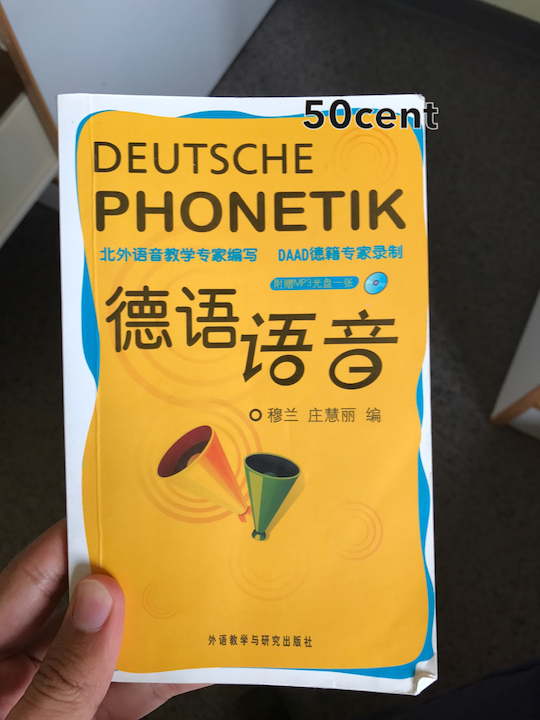 50cent
DEUTSCHE
PHONETIK
北外语音教学专家编写 DAAD德籍专家录制
附赠MP3光盘一张
德语语音
穆兰 庄慧丽 编
外语教学与研究出版社